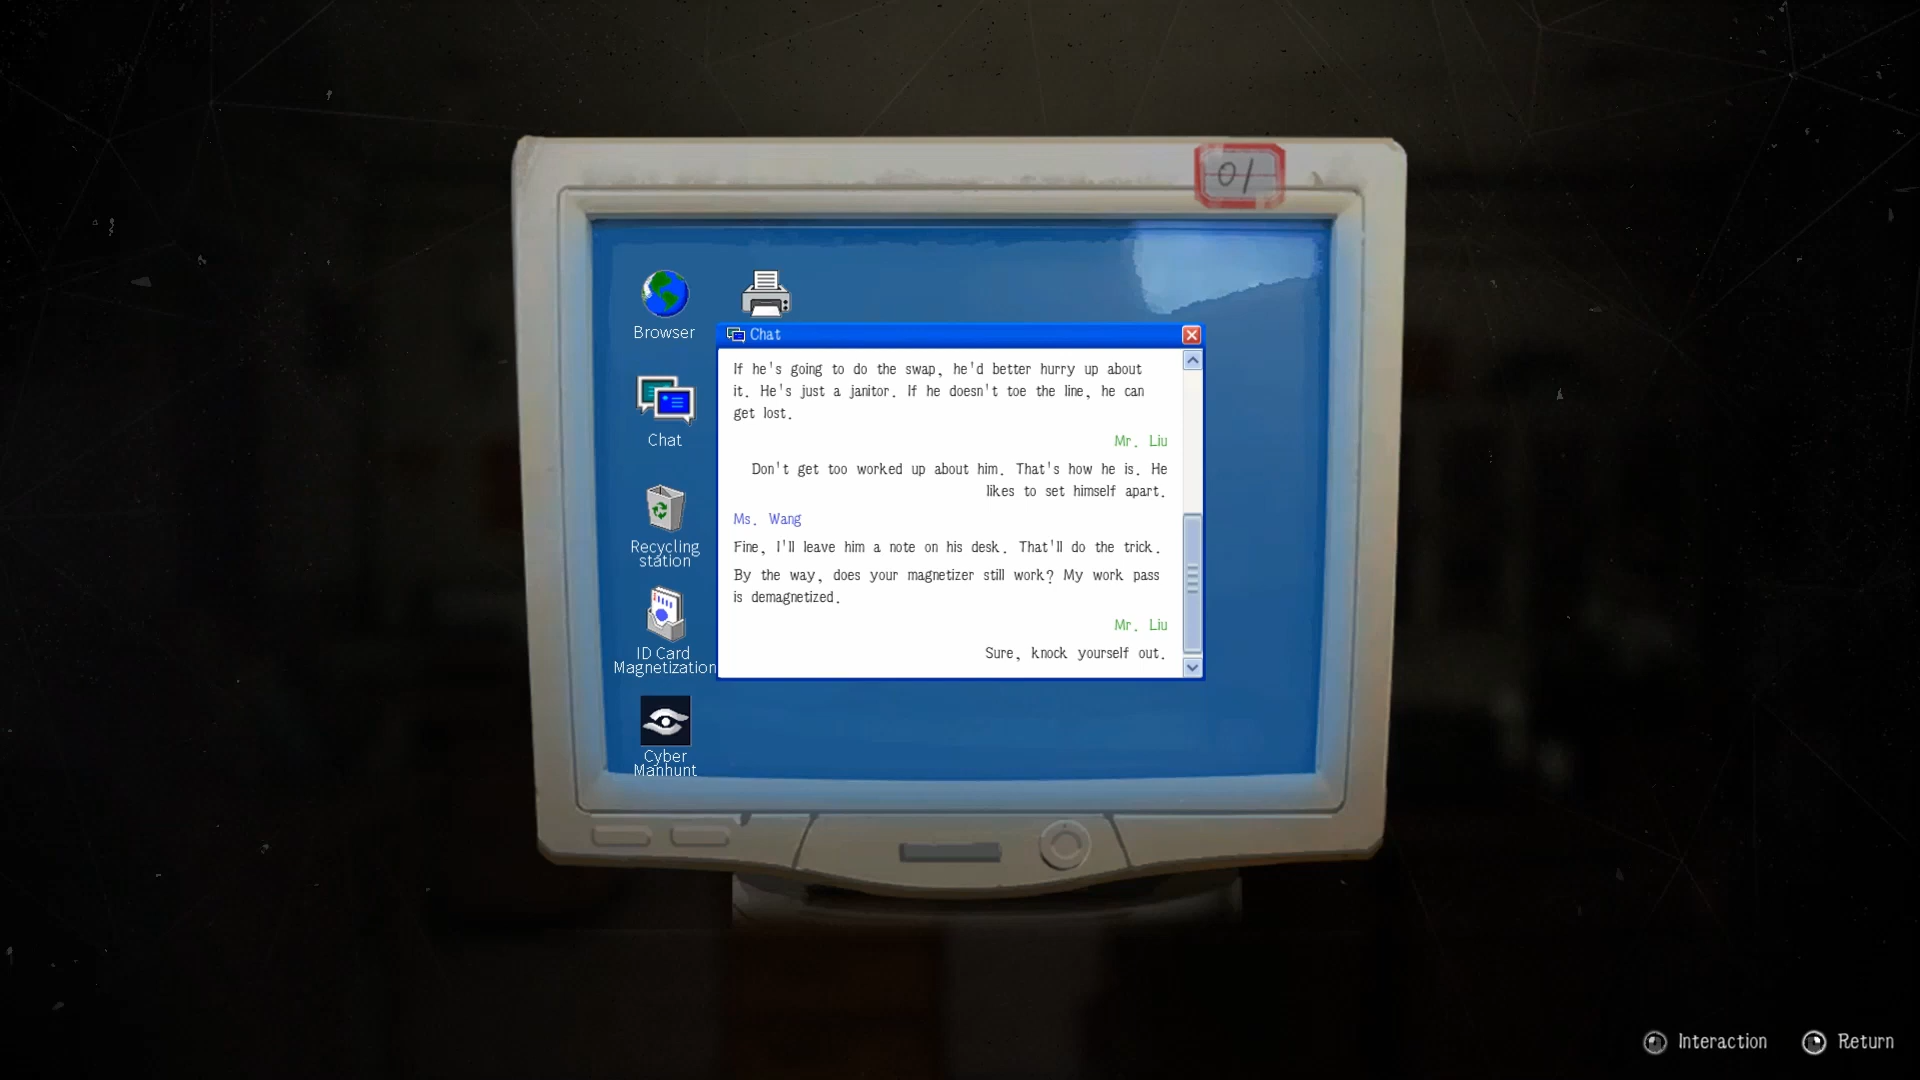 01
Browser
Chat
Recycling
station
ID Card
Magnetization
Cyber
Manhunt
Chat
If he's going to do the swap, he'd better hurry up about
it. He's just a janitor. If he doesn't toe the line, he can
get lost.
Mr. Liu
Don't get too worked up about him. That's how he is. He
likes to set himself apart.
Ms. Wang
Fine, I'll leave him a note on his desk. That'll do the trick.
By the way, does your magnetizer still work? My work pass
is demagnetized.
Mr. Liu
Sure, knock yourself out.
Interaction
Return